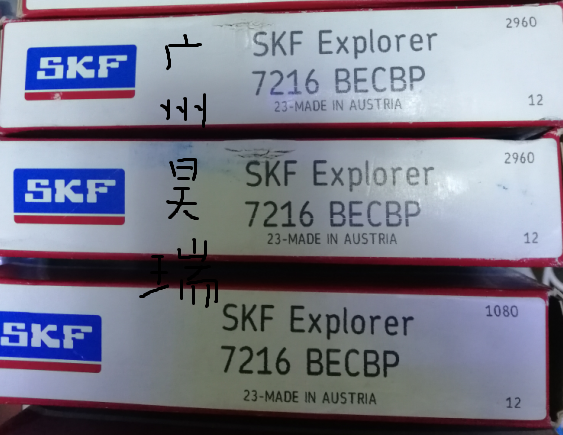 2960
SKF
SKF Explorer
7216 BECBP
23-MADE IN AUSTRIA
12
2960
SKF
SKF Explorer
7216 BECBP
23-MADE IN AUSTRIA
12
1080
SKF
SKF Explorer
7216 BECBP
23-MADE IN AUSTRIA
12
广州昊瑞